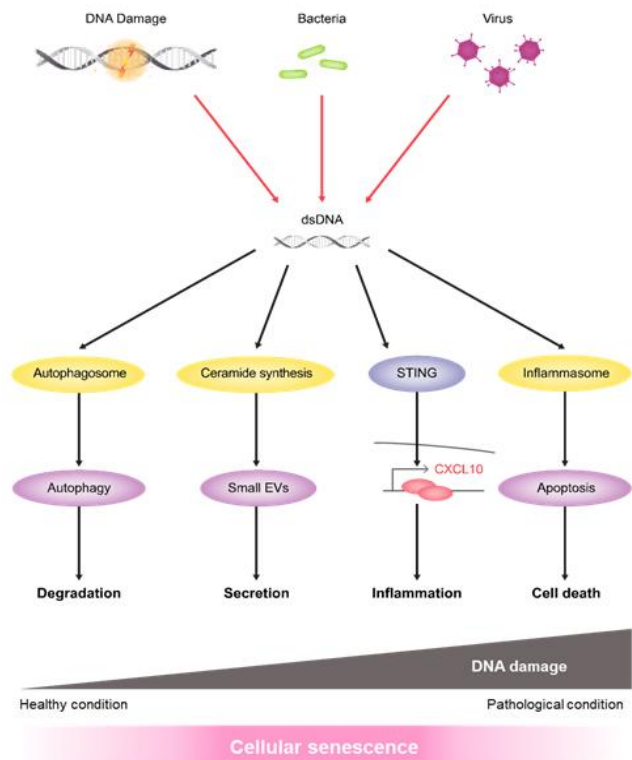 DNA Damage
Bacteria
Virus
dsDNA
Autophagosome
Ceramide synthesis
STING
Inflammasome
CXCL10
Autophagy
Small EVs
Apoptosis
Degradation
Secretion
Inflammation
Cell death
DNA damage
Healthy condition
Pathological condition
Cellular senescence